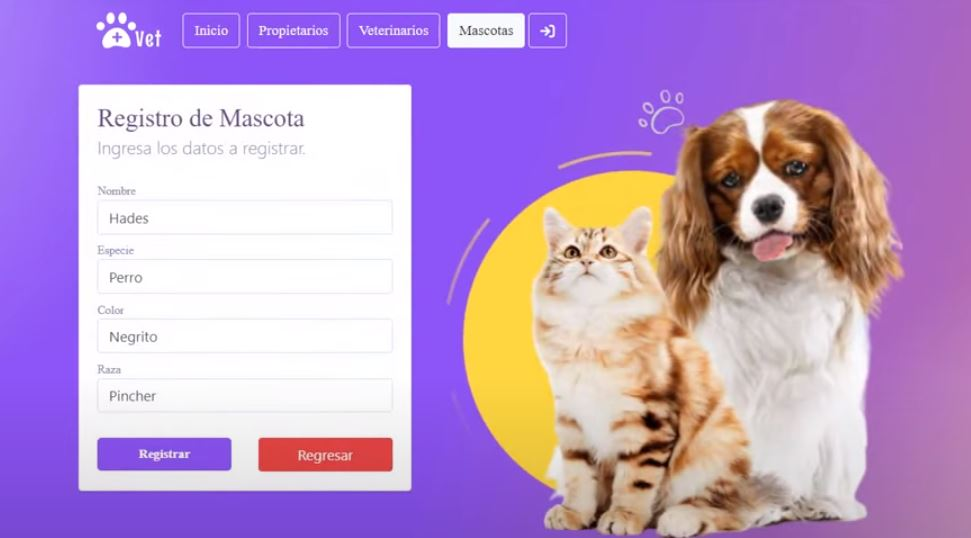 Vet
Inicio
Propietarios
Veterinarios
Mascotas
Registro de Mascota
Ingresa los datos a registrar.
Nombre
Hades
Especie
Perro
Color
Negrito
Raza
Pincher
Registrar
Regresar